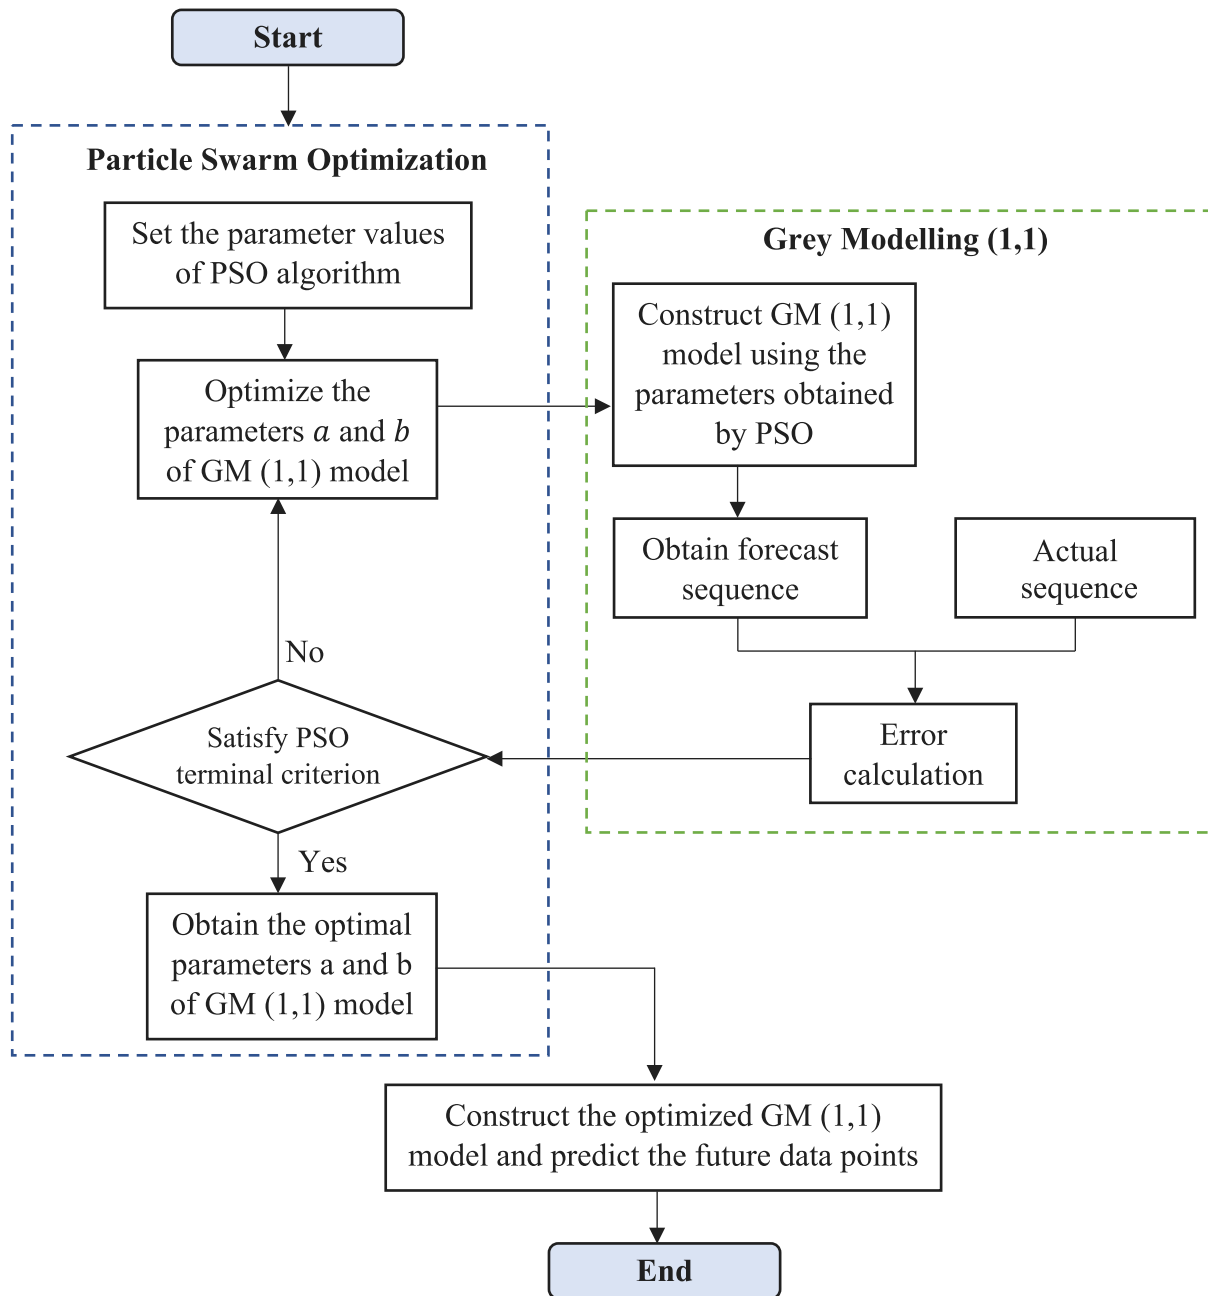 Start
Particle Swarm Optimization
Set the parameter values
of PSO algorithm
Optimize the
parameters a and b
of GM (1,1) model
No
Satisfy PSO
terminal criterion
Yes
Obtain the optimal
parameters a and b
of GM (1,1) model
Grey Modelling (1,1)
Construct GM (1,1)
model using the
parameters obtained
by PSO
Obtain forecast
sequence
Actual
sequence
Error
calculation
Construct the optimized GM (1,1)
model and predict the future data points
End